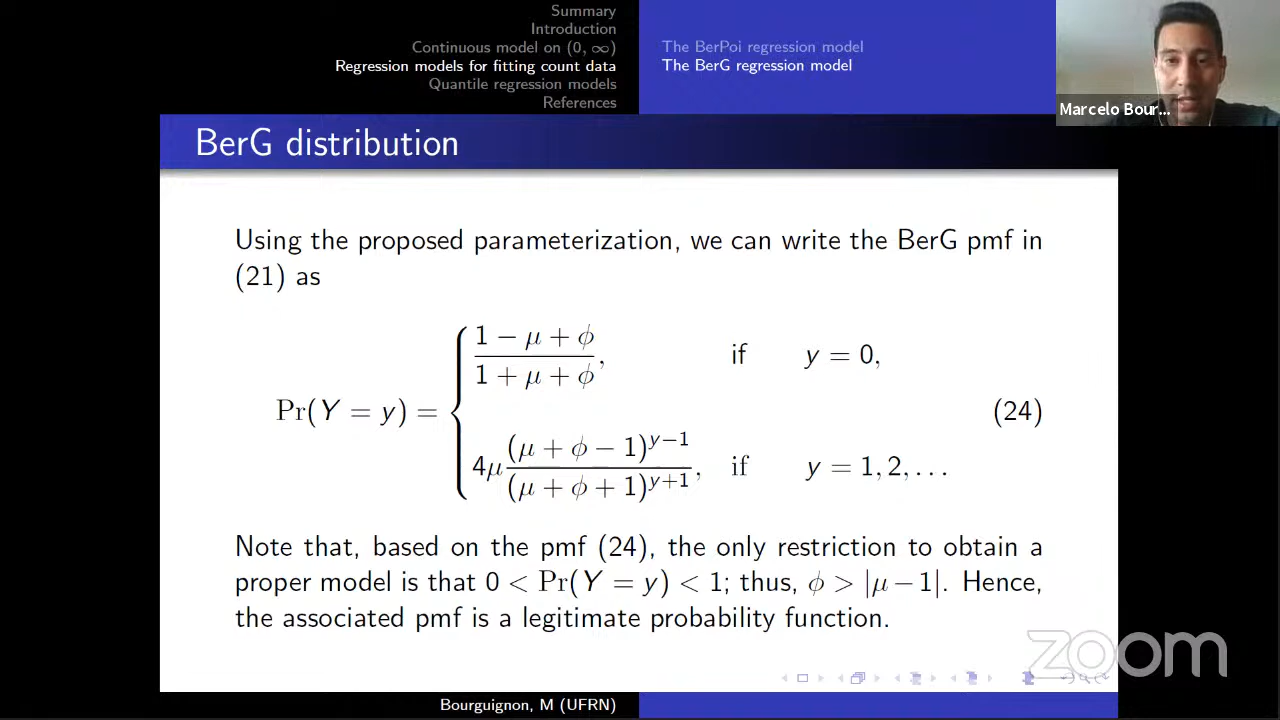 Summary
Introduction
Continuous model on (0, ∞)
Regression models for fitting count data
Quantile regression models
References
The BerPoi regression model
The BerG regression model
Marcelo Bour...
BerG distribution
Using the proposed parameterization, we can write the BerG pmf in
(21) as
Pr(Y = y) = { (1 − μ + ϕ)/(1 + μ + ϕ), if y = 0,
4μ (μ + ϕ − 1)^{y−1}/(μ + ϕ + 1)^{y+1}, if y = 1, 2, . . .
(24)
Note that, based on the pmf (24), the only restriction to obtain a
proper model is that 0 < Pr(Y = y) < 1; thus, ϕ > |μ − 1|. Hence,
the associated pmf is a legitimate probability function.
zoom
Bourguignon, M (UFRN)